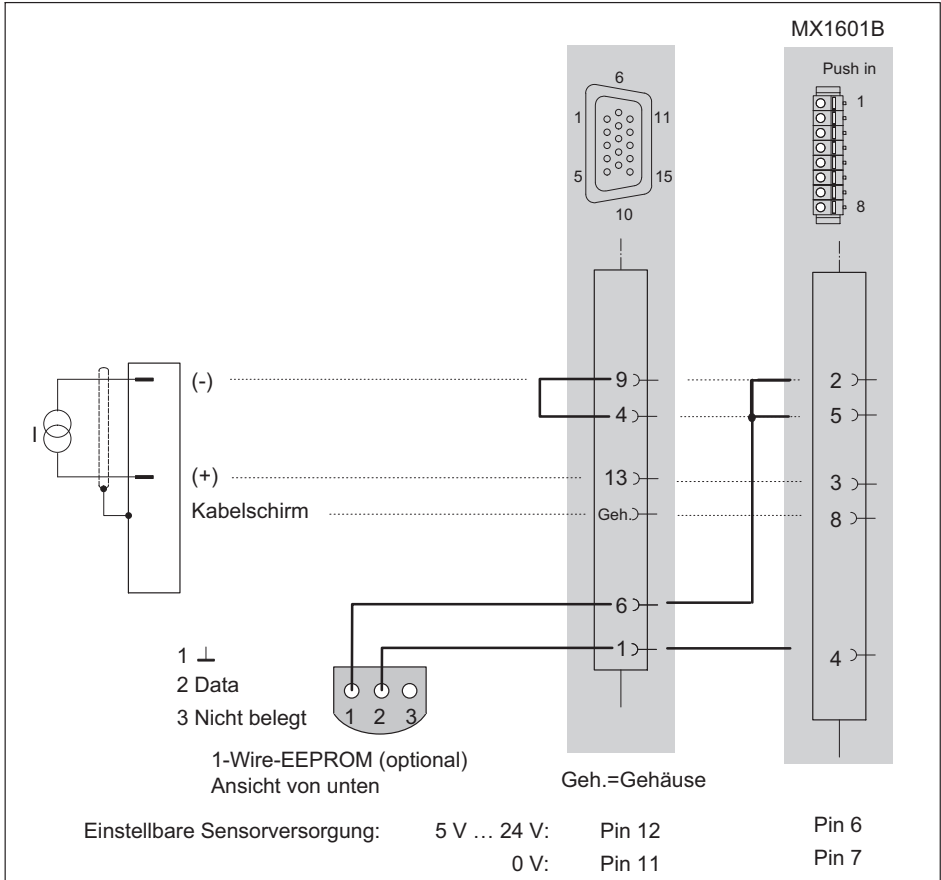 MX1601B
Push in
6
1
11
5
15
10
1
8
(-)
9
2
4
5
I
(+)
13
3
Kabelschirm
Geh.
8
6
1
4
1 ⊥
2 Data
3 Nicht belegt
1 2 3
1-Wire-EEPROM (optional)
Ansicht von unten
Geh.=Gehäuse
Einstellbare Sensorversorgung: 5 V … 24 V: Pin 12 Pin 6
0 V: Pin 11 Pin 7